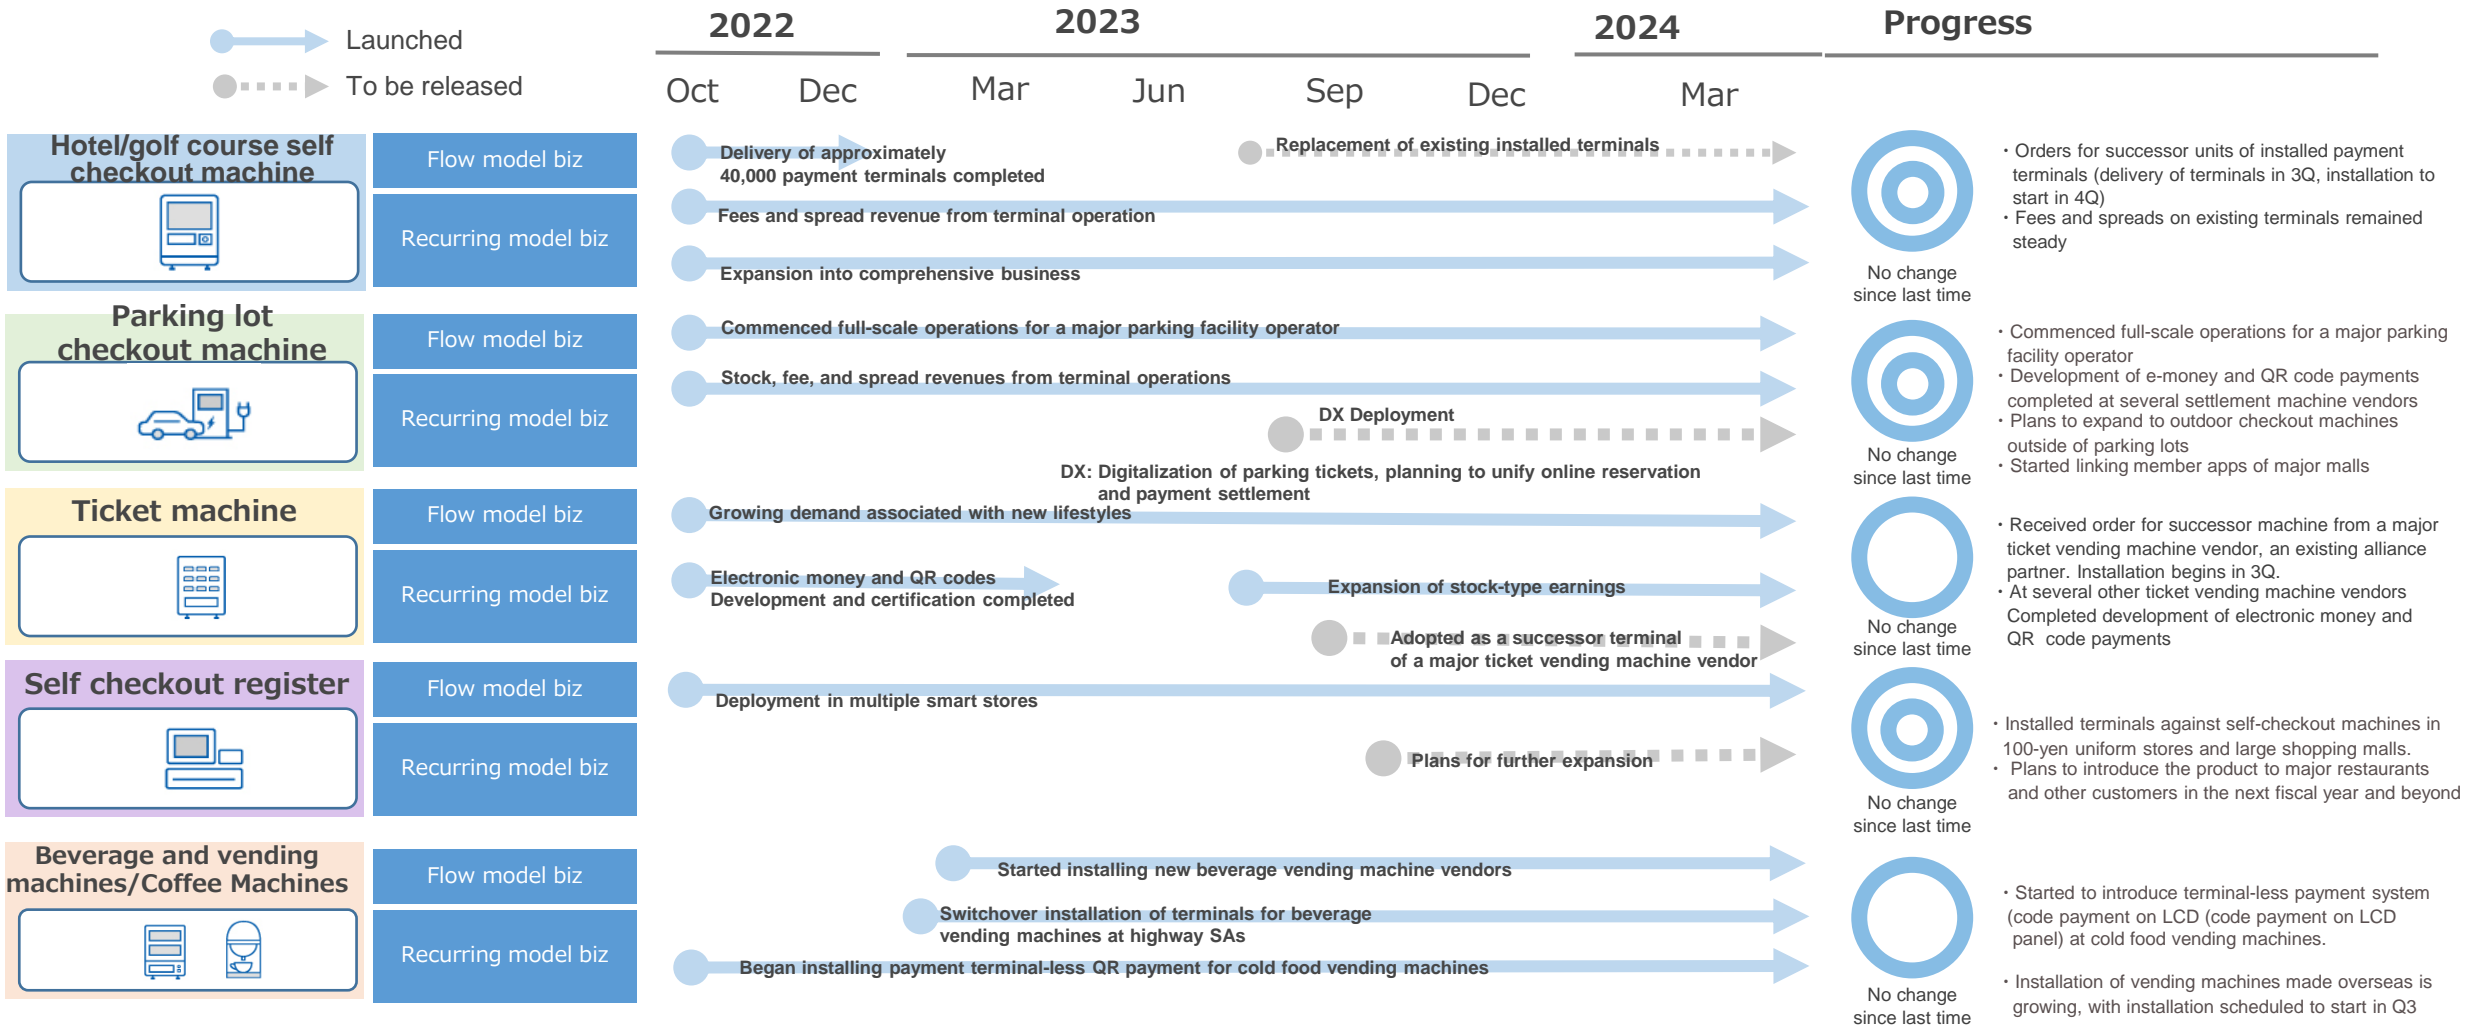 Launched
To be released
2022
2023
2024
Progress
Oct
Dec
Mar
Jun
Sep
Dec
Mar
Hotel/golf course self
checkout machine
Flow model biz
Recurring model biz
Delivery of approximately
40,000 payment terminals completed
Replacement of existing installed terminals
Fees and spread revenue from terminal operation
Expansion into comprehensive business
No change
since last time
・Orders for successor units of installed payment
terminals (delivery of terminals in 3Q, installation to
start in 4Q)
・Fees and spreads on existing terminals remained
steady
Parking lot
checkout machine
Flow model biz
Recurring model biz
Commenced full-scale operations for a major parking facility operator
Stock, fee, and spread revenues from terminal operations
DX Deployment
DX: Digitalization of parking tickets, planning to unify online reservation
and payment settlement
No change
since last time
・Commenced full-scale operations for a major parking
facility operator
・Development of e-money and QR code payments
completed at several settlement machine vendors
・Plans to expand to outdoor checkout machines
outside of parking lots
・Started linking member apps of major malls
Ticket machine
Flow model biz
Recurring model biz
Growing demand associated with new lifestyles
Electronic money and QR codes
Development and certification completed
Expansion of stock-type earnings
Adopted as a successor terminal
of a major ticket vending machine vendor
No change
since last time
・Received order for successor machine from a major
ticket vending machine vendor, an existing alliance
partner. Installation begins in 3Q.
・At several other ticket vending machine vendors
Completed development of electronic money and
QR code payments
Self checkout register
Flow model biz
Recurring model biz
Deployment in multiple smart stores
Plans for further expansion
No change
since last time
・Installed terminals against self-checkout machines in
100-yen uniform stores and large shopping malls.
・Plans to introduce the product to major restaurants
and other customers in the next fiscal year and beyond
Beverage and vending
machines/Coffee Machines
Flow model biz
Recurring model biz
Started installing new beverage vending machine vendors
Switchover installation of terminals for beverage
vending machines at highway SAs
Began installing payment terminal-less QR payment for cold food vending machines
No change
since last time
・Started to introduce terminal-less payment system
(code payment on LCD (code payment on LCD
panel) at cold food vending machines.
・Installation of vending machines made overseas is
growing, with installation scheduled to start in Q3